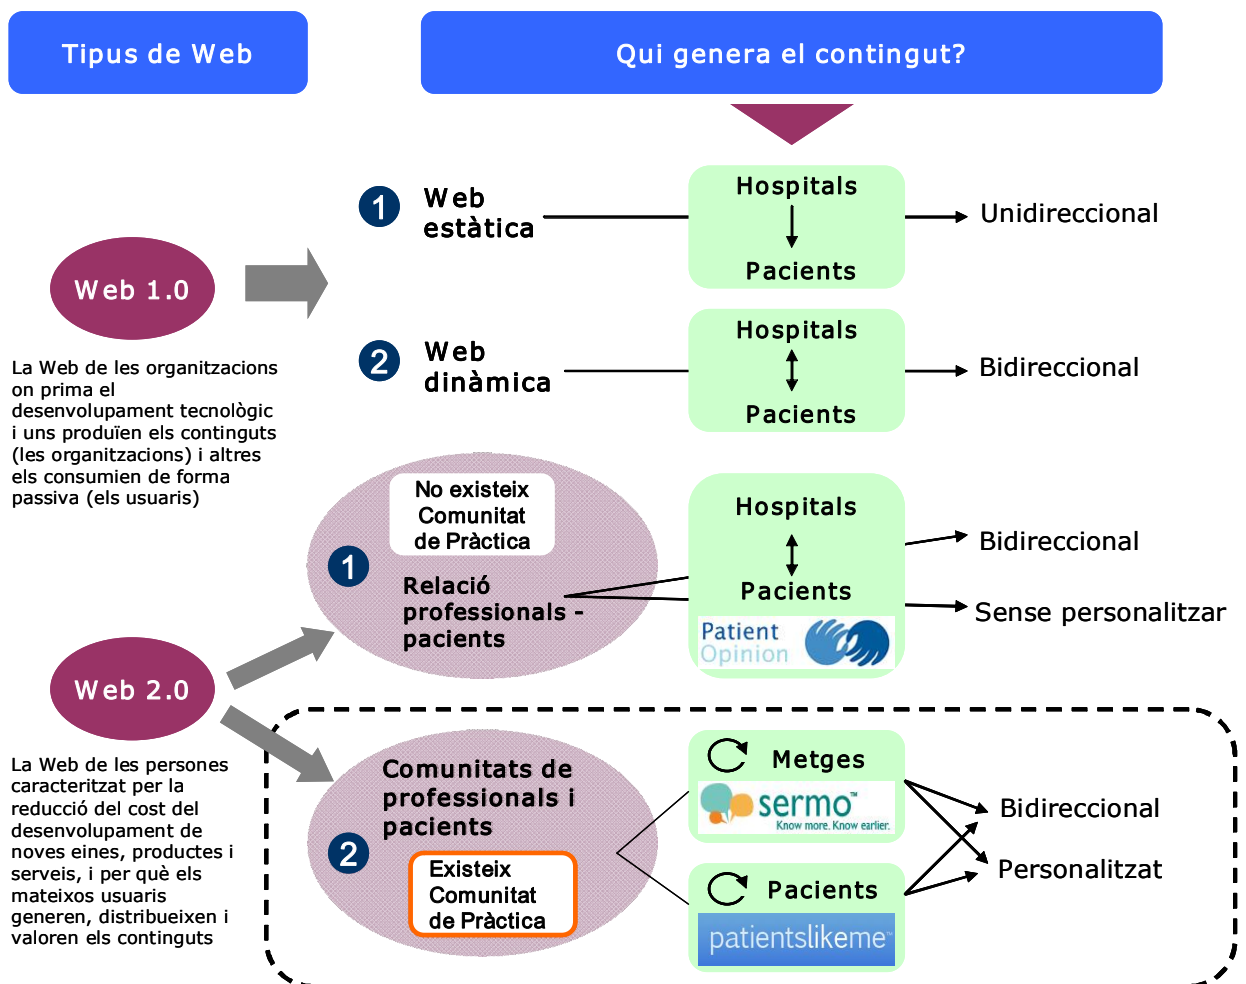 Tipus de Web
Qui genera el contingut?
1
Web
estàtica
Hospitals
Pacients
Unidireccional
Web 1.0
2
Web
dinàmica
Hospitals
Pacients
Bidireccional
La Web de les organitzacions
on prima el
desenvolupament tecnològic
i uns produïen els continguts
(les organitzacions) i altres
els consumien de forma
passiva (els usuaris)
No existeix
Comunitat
de Pràctica
1
Relació
professionals -
pacients
Hospitals
Pacients
Patient
Opinion
Bidireccional
Sense personalitzar
Web 2.0
La Web de les persones
caracteritzat per la
reducció del cost del
desenvolupament de
noves eines, productes i
serveis, i per què els
mateixos usuaris
generen, distribueixen i
valoren els continguts
Comunitats de
professionals i
pacients
2
Existeix
Comunitat
de Pràctica
Metges
sermo™
Know more. Know earlier.
Pacients
patientslikeme™
Bidireccional
Personalitzat